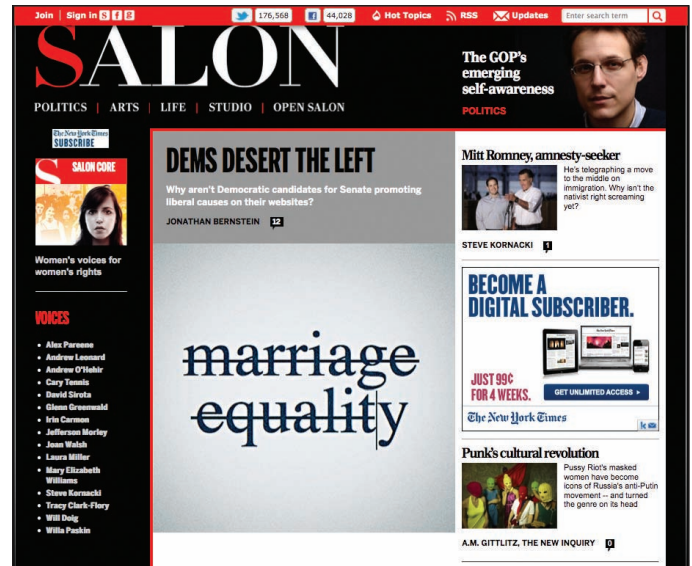 Join | Sign in S f g
176,568
44,028
Hot Topics
RSS
Updates
Enter search term
SALON
POLITICS | ARTS | LIFE | STUDIO | OPEN SALON
The GOP's
emerging
self-awareness
POLITICS
The New York Times
SUBSCRIBE
SALON CORE
Women's voices for
women's rights
VOICES
• Alex Pareene
• Andrew Leonard
• Andrew O'Hehir
• Cary Tennis
• David Sirota
• Glenn Greenwald
• Irin Carmon
• Jefferson Morley
• Joan Walsh
• Laura Miller
• Mary Elizabeth
Williams
• Steve Kornacki
• Tracy Clark-Flory
• Will Doig
• Willa Paskin
DEMS DESERT THE LEFT
Why aren't Democratic candidates for Senate promoting
liberal causes on their websites?
JONATHAN BERNSTEIN 12
marriage
equality
Mitt Romney, amnesty-seeker
He's telegraphing a move
to the middle on
immigration. Why isn't the
nativist right screaming
yet?
STEVE KORNACKI 1
BECOME A
DIGITAL SUBSCRIBER.
JUST 99¢
FOR 4 WEEKS.
GET UNLIMITED ACCESS ►
The New York Times
Punk's cultural revolution
Pussy Riot's masked
women have become
icons of Russia's anti-Putin
movement -- and turned
the genre on its head
A.M. GITTLITZ, THE NEW INQUIRY 0